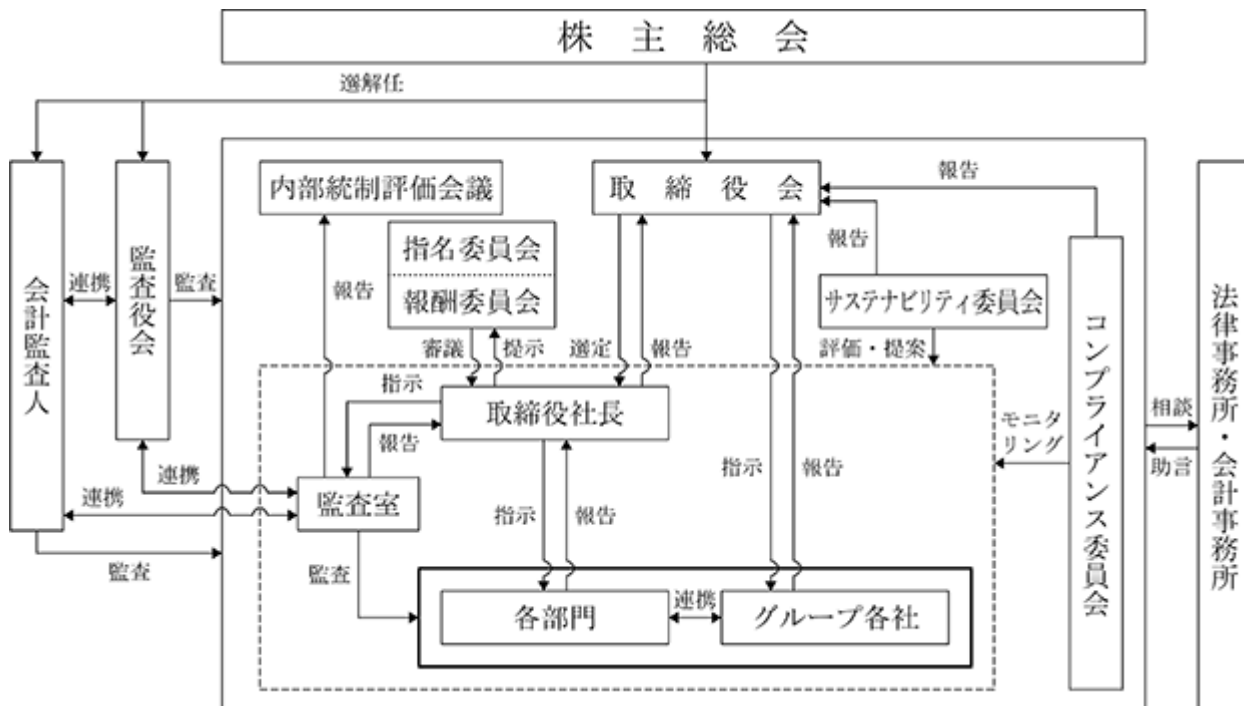 株主総会
選解任
内部統制評価会議
取締役会
報告
指名委員会
報酬委員会
報告
報告
サステナビリティ委員会
会計監査人
連携
監査役会
監査
審議
提示
選定
報告
評価・提案
指示
取締役社長
報告
モニタリング
コンプライアンス委員会
相談
助言
法律事務所・会計事務所
連携
連携
監査室
指示
報告
指示
報告
監査
監査
各部門
連携
グループ各社